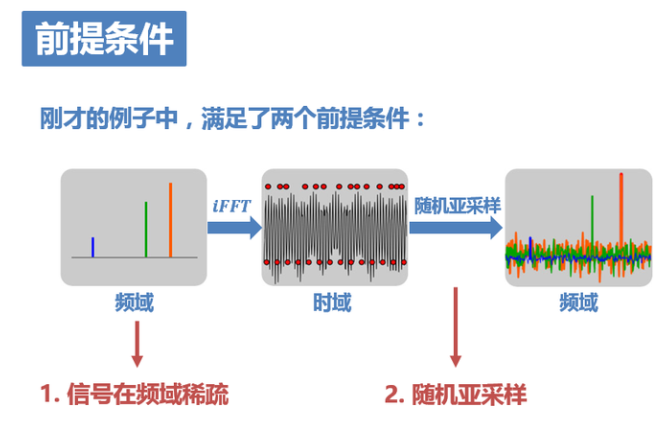 前提条件
刚才的例子中，满足了两个前提条件：
iFFT
随机亚采样
频域
时域
频域
1. 信号在频域稀疏
2. 随机亚采样